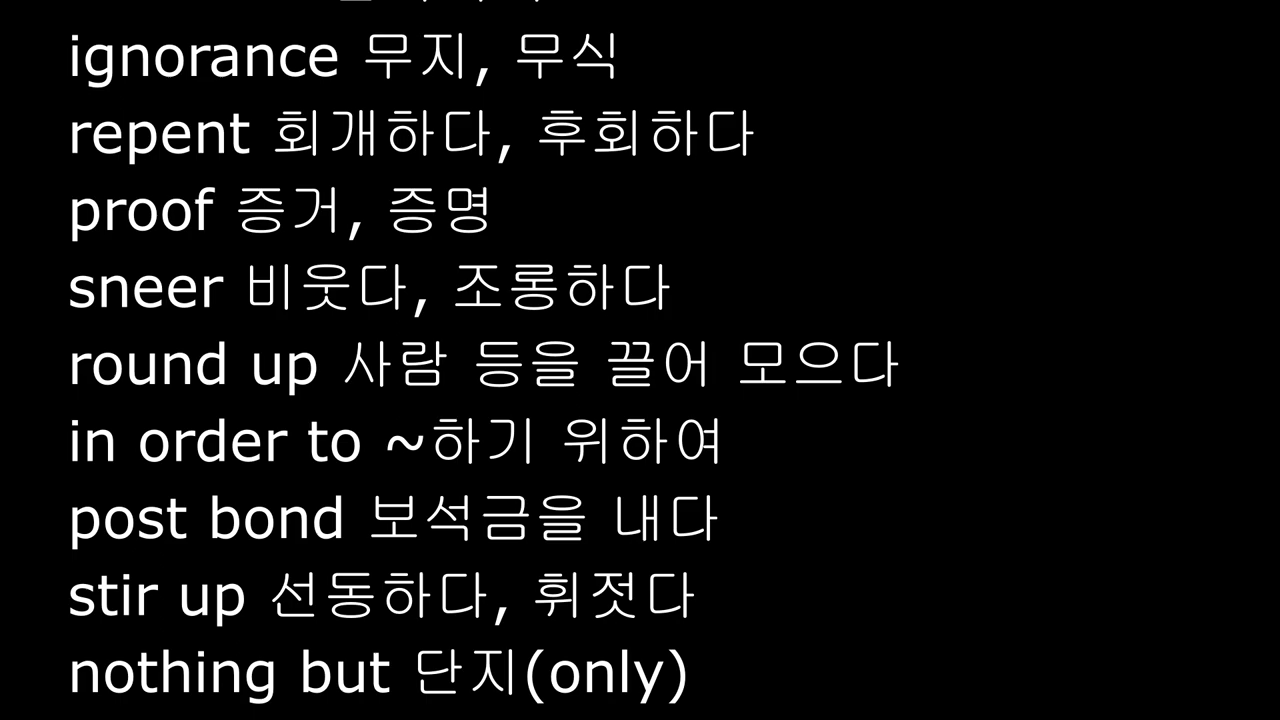 ignorance 무지, 무식
repent 회개하다, 후회하다
proof 증거, 증명
sneer 비웃다, 조롱하다
round up 사람 등을 끌어 모으다
in order to ~하기 위하여
post bond 보석금을 내다
stir up 선동하다, 휘젓다
nothing but 단지(only)